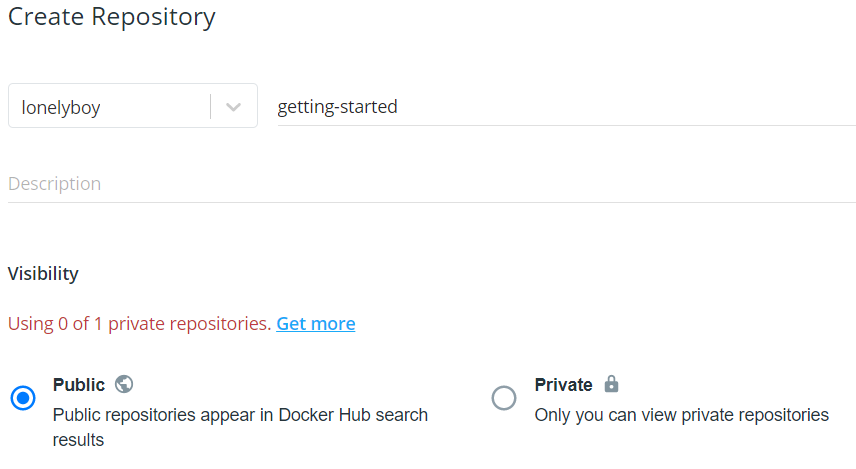 Create Repository
lonelyboy
getting-started
Description
Visibility
Using 0 of 1 private repositories. Get more
Public
Public repositories appear in Docker Hub search
results
Private
Only you can view private repositories